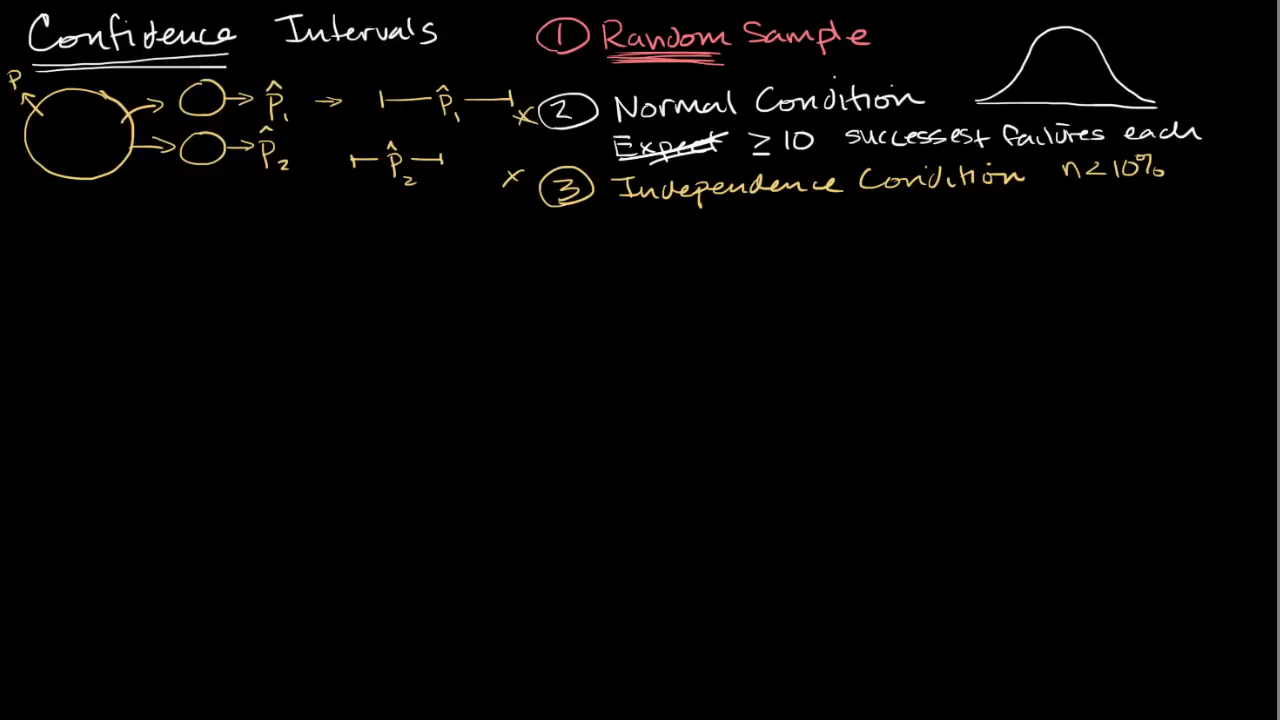 Confidence Intervals
① Random Sample
P
p̂₁ → p̂₁
② Normal Condition
Expect ≥ 10 successes + failures each
p̂₂ p̂₂
③ Independence Condition n < 10%